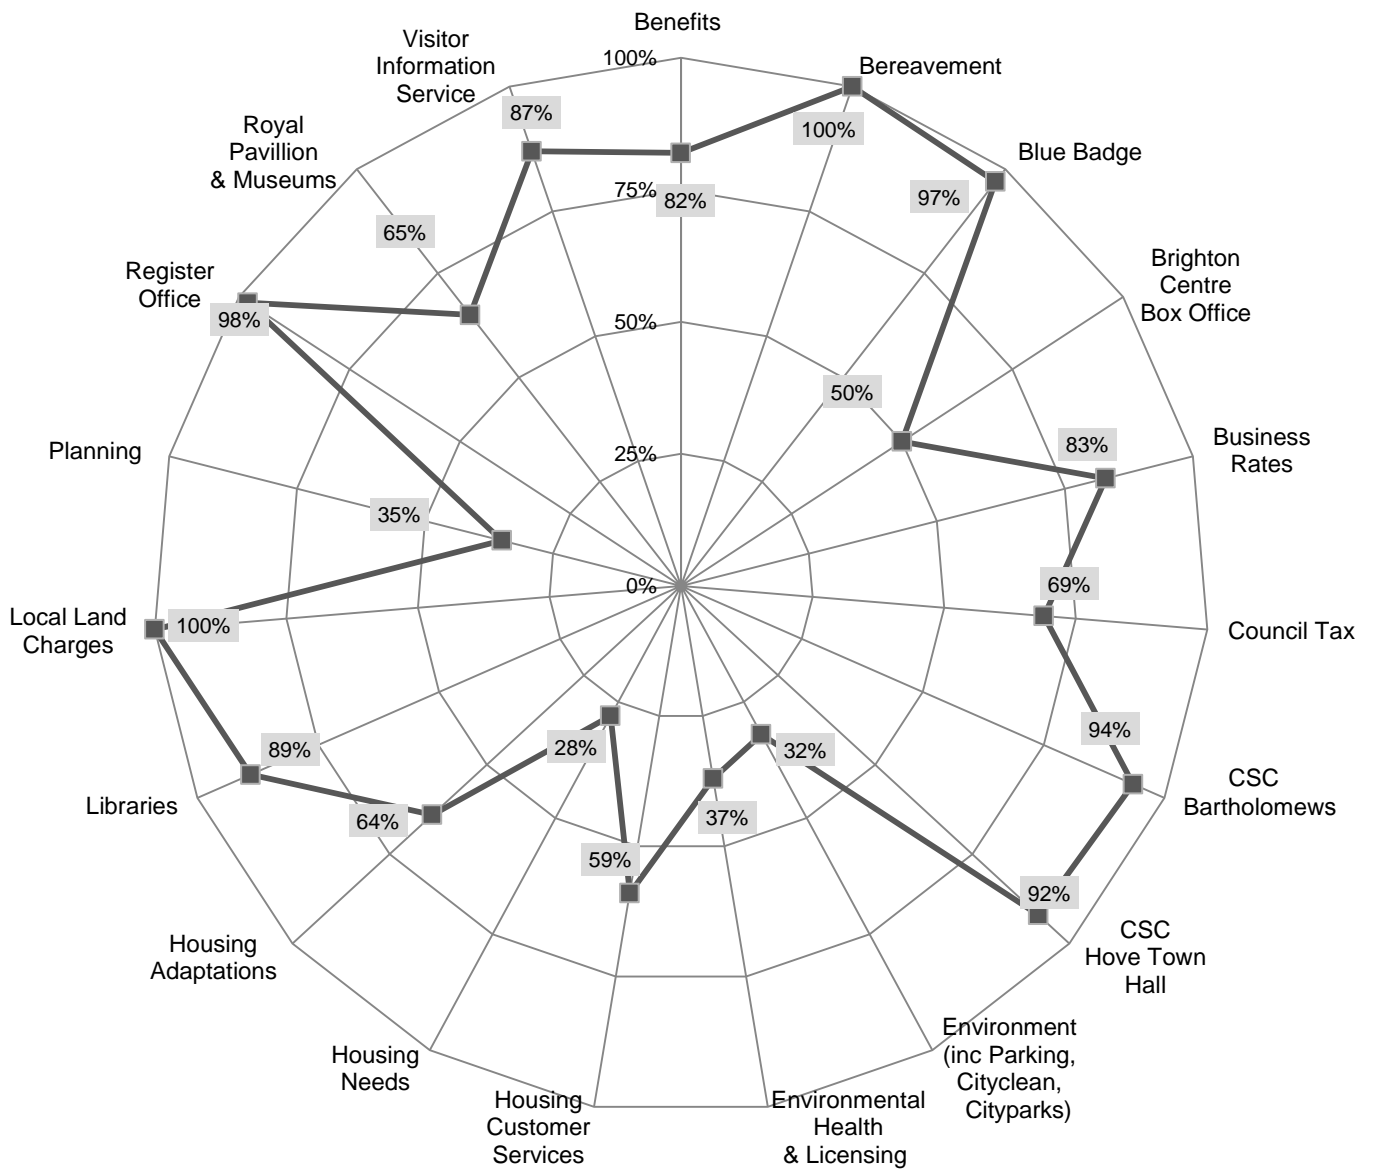 Benefits
Visitor
Information
Service
100%
Bereavement
87%
100%
Royal
Pavillion
& Museums
Blue Badge
75%
82%
97%
65%
Register
Office
98%
Brighton
Centre
Box Office
50%
50%
Planning
25%
83%
Business
Rates
35%
0%
69%
Local Land
Charges
100%
Council Tax
94%
89%
28%
32%
Libraries
CSC
Bartholomews
64%
37%
59%
92%
Housing
Adaptations
CSC
Hove Town
Hall
Housing
Needs
Environment
(inc Parking,
Cityclean,
Cityparks)
Housing
Customer
Services
Environmental
Health
& Licensing